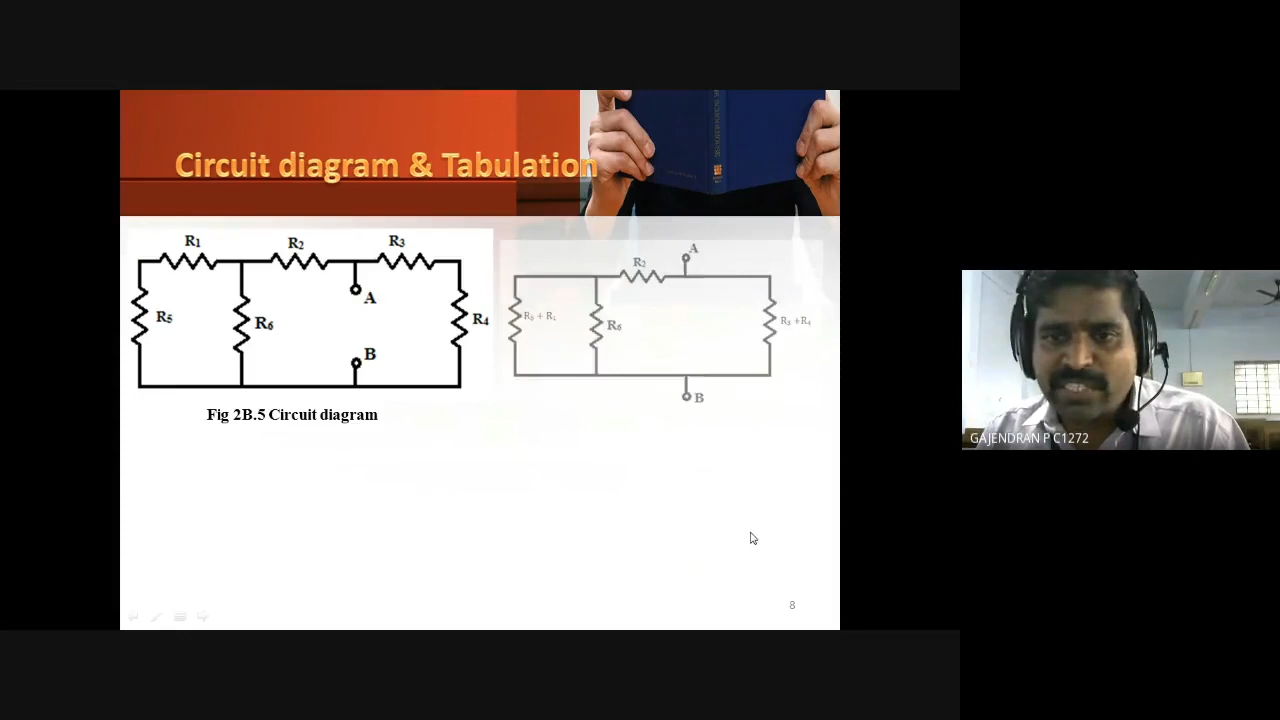 Circuit diagram & Tabulation
R1
R2
R3
R5
R6
A
B
R4
Fig 2B.5 Circuit diagram
A
R2
R5 + R1
R6
R3 +R4
B
8
GAJENDRAN P C1272